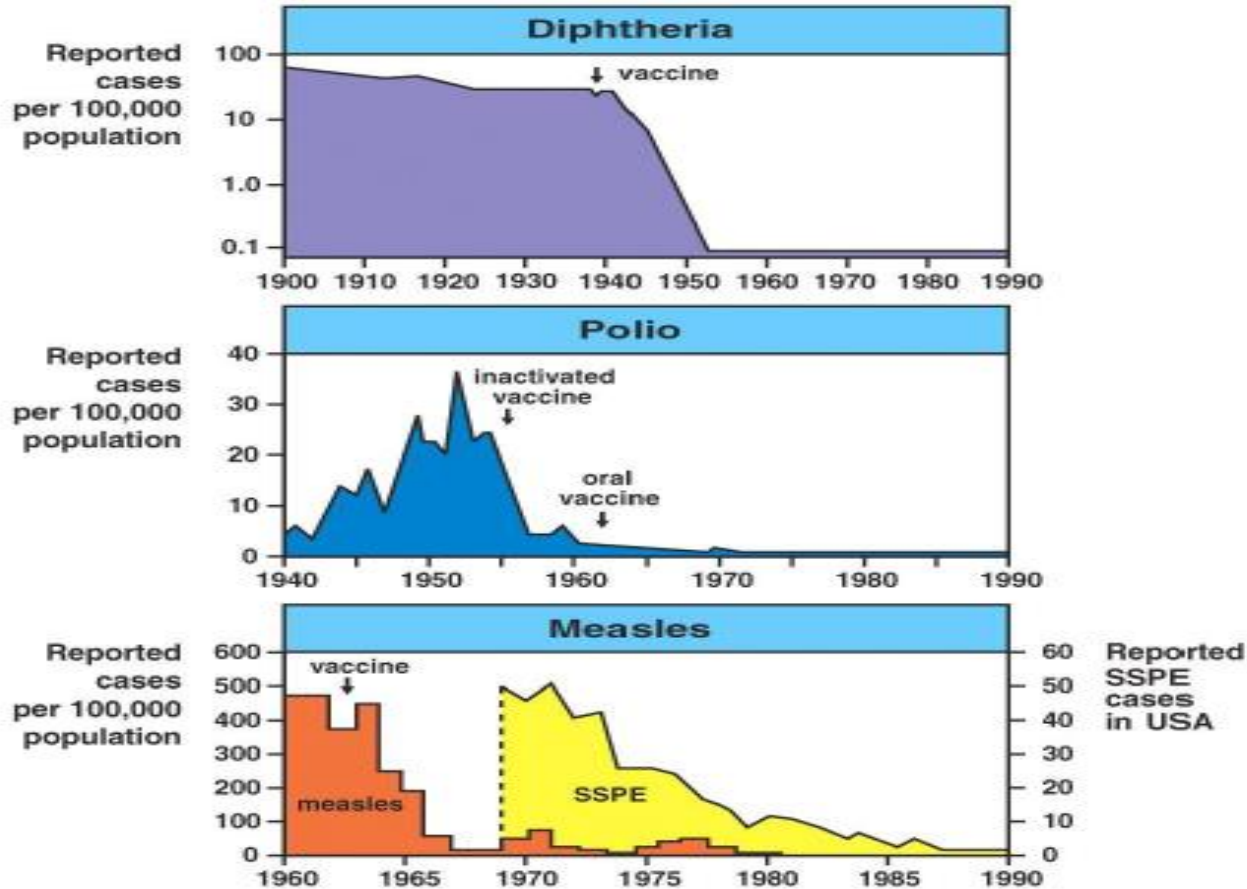 Diphtheria
Reported
cases
per 100,000
population
100
10
1.0
0.1
vaccine
1900 1910 1920 1930 1940 1950 1960 1970 1980 1990
Polio
Reported
cases
per 100,000
population
40
30
20
10
0
inactivated
vaccine
oral
vaccine
1940 1950 1960 1970 1980 1990
Measles
Reported
cases
per 100,000
population
600
500
400
300
200
100
0
vaccine
measles
SSPE
60
50
40
30
20
10
0
Reported
SSPE
cases
in USA
1960 1965 1970 1975 1980 1985 1990